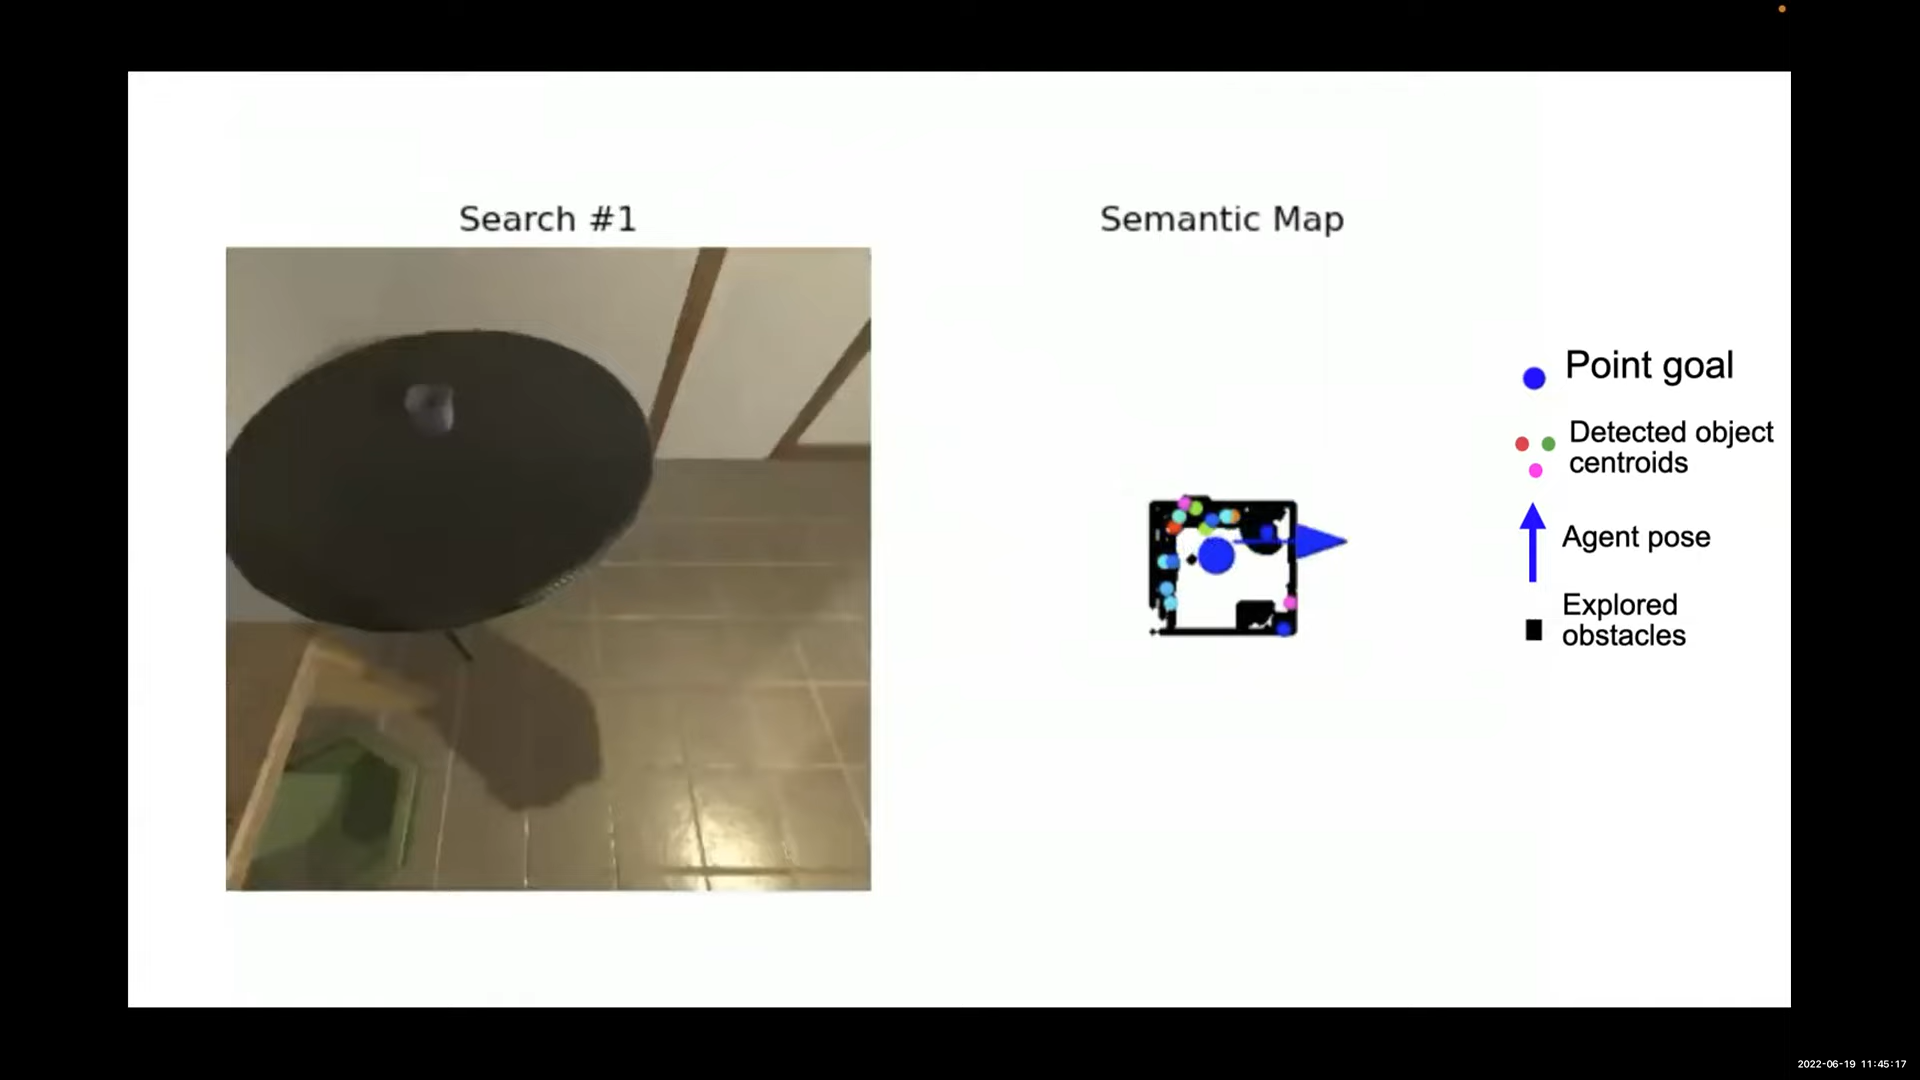 Search #1
Semantic Map
Point goal
Detected object
centroids
Agent pose
Explored
obstacles
2022-06-19 11:45:17